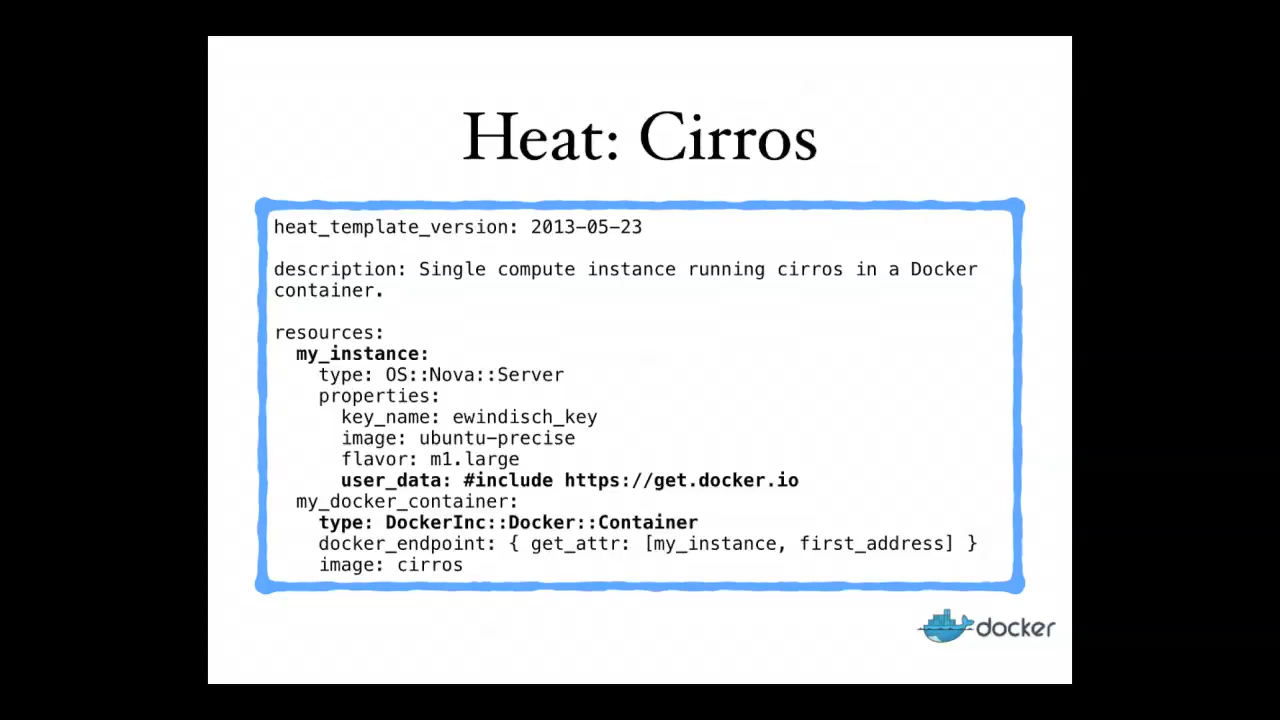 Heat: Cirros
heat_template_version: 2013-05-23
description: Single compute instance running cirros in a Docker
container.
resources:
my_instance:
type: OS::Nova::Server
properties:
key_name: ewindisch_key
image: ubuntu-precise
flavor: m1.large
user_data: #include https://get.docker.io
my_docker_container:
type: DockerInc::Docker::Container
docker_endpoint: { get_attr: [my_instance, first_address] }
image: cirros
docker